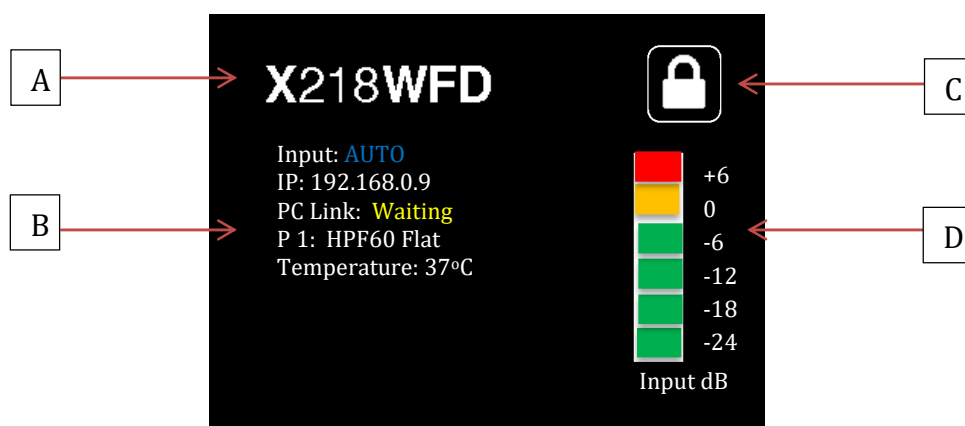 A
X218WFD
C
Input: AUTO
IP: 192.168.0.9
PC Link: Waiting
P 1: HPF60 Flat
Temperature: 37ºC
B
+6
0
-6
-12
-18
-24
Input dB
D